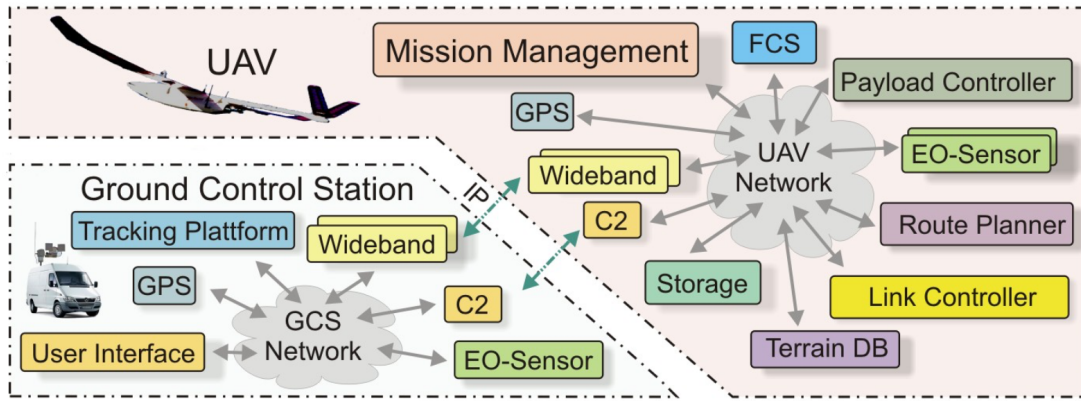 UAV
Mission Management
FCS
Payload Controller
GPS
UAV
Network
EO-Sensor
Wideband
C2
Route Planner
Storage
Link Controller
Terrain DB
IP
Ground Control Station
Tracking Plattform
Wideband
GPS
C2
GCS
Network
User Interface
EO-Sensor